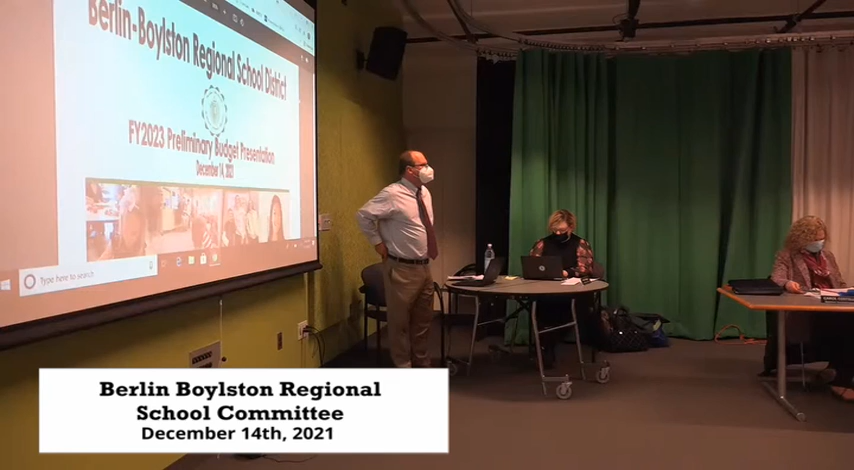 Berlin-Boylston Regional School District
FY2023 Preliminary Budget Presentation
December 14, 2021
Type here to search
Berlin Boylston Regional
School Committee
December 14th, 2021